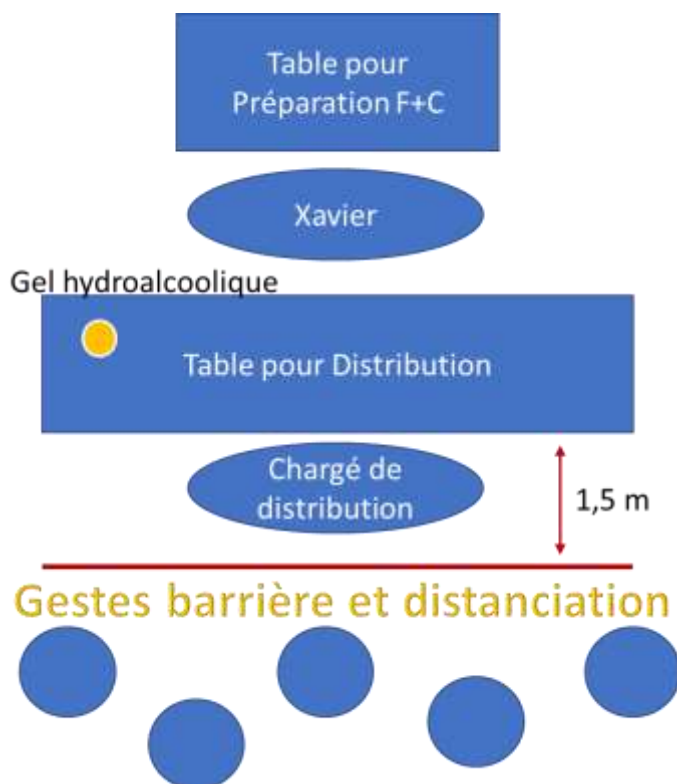 Table pour
Préparation F+C
Xavier
Gel hydroalcoolique
Table pour Distribution
Chargé de
distribution
1,5 m
Gestes barrière et distanciation